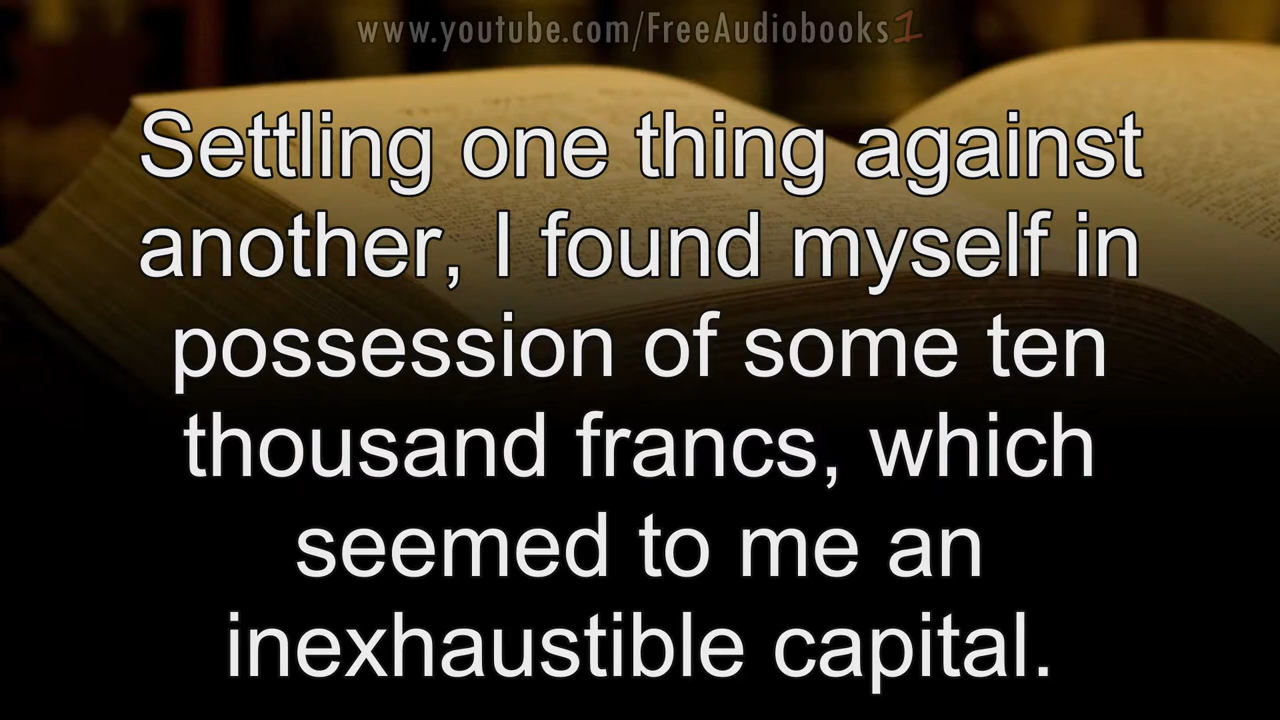 www.youtube.com/FreeAudiobooks1
Settling one thing against
another, I found myself in
possession of some ten
thousand francs, which
seemed to me an
inexhaustible capital.